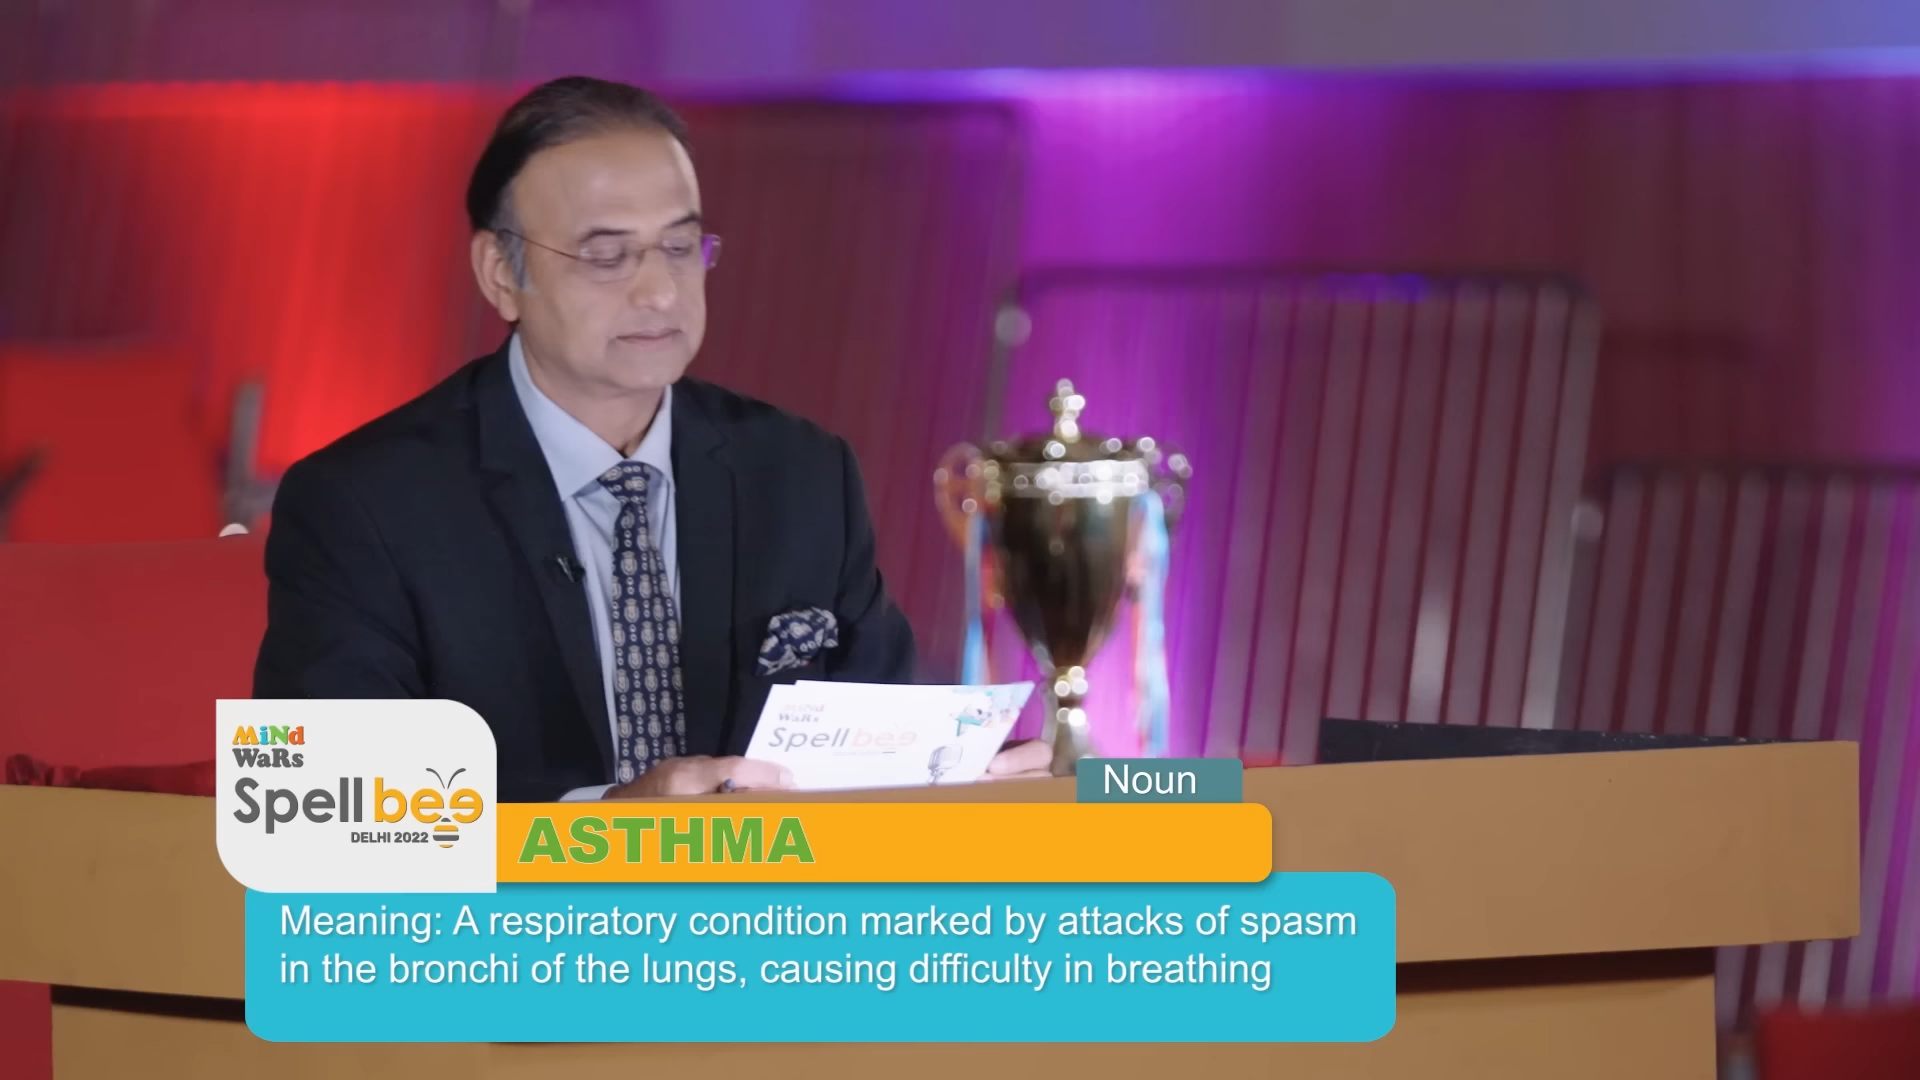 MiNd
WaRs
Spell bee
Noun
MiNd
WaRs
Spell bee
DELHI 2022
ASTHMA
Meaning: A respiratory condition marked by attacks of spasm
in the bronchi of the lungs, causing difficulty in breathing